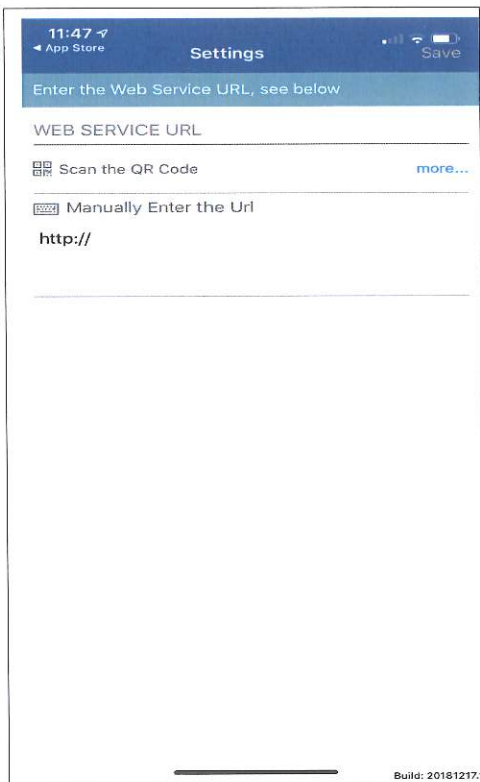 11:47
◄ App Store
Settings
Save
Enter the Web Service URL, see below
WEB SERVICE URL
Scan the QR Code more...
Manually Enter the Url
http://
Build: 20181217.